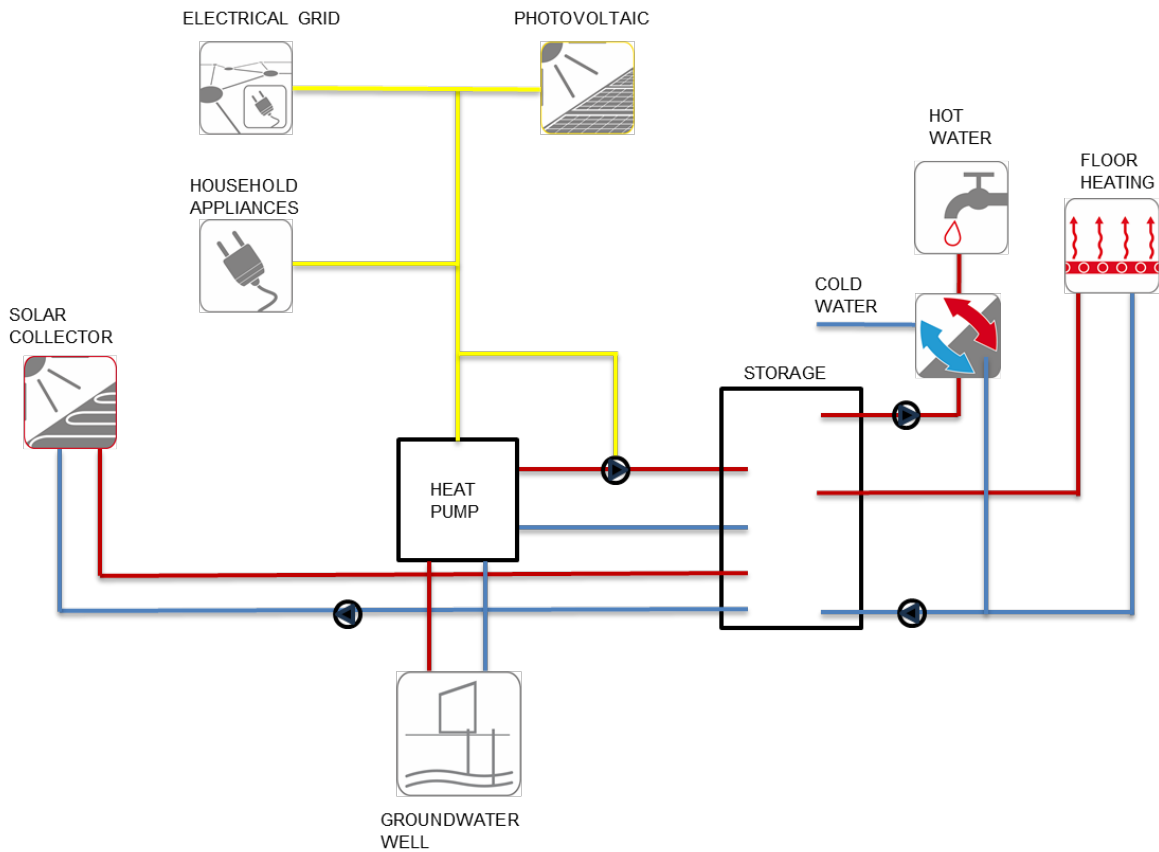 ELECTRICAL GRID
PHOTOVOLTAIC
HOT
WATER
FLOOR
HEATING
HOUSEHOLD
APPLIANCES
COLD
WATER
SOLAR
COLLECTOR
STORAGE
HEAT
PUMP
GROUNDWATER
WELL